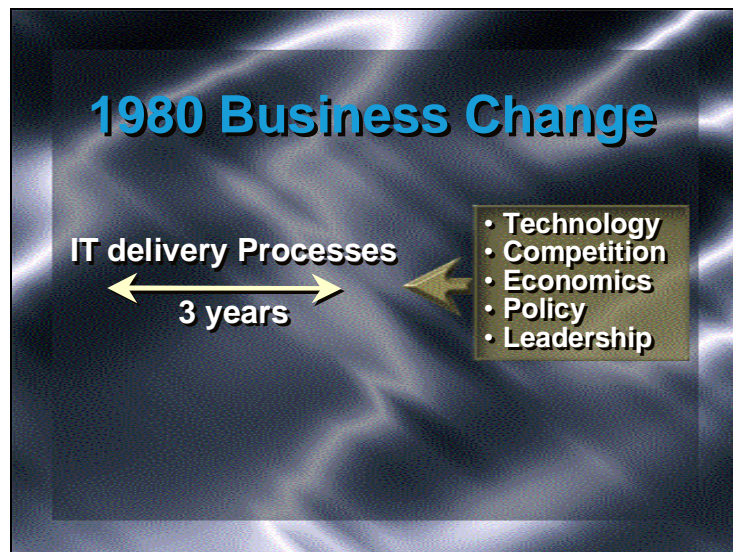 1980 Business Change
IT delivery Processes
3 years
• Technology
• Competition
• Economics
• Policy
• Leadership